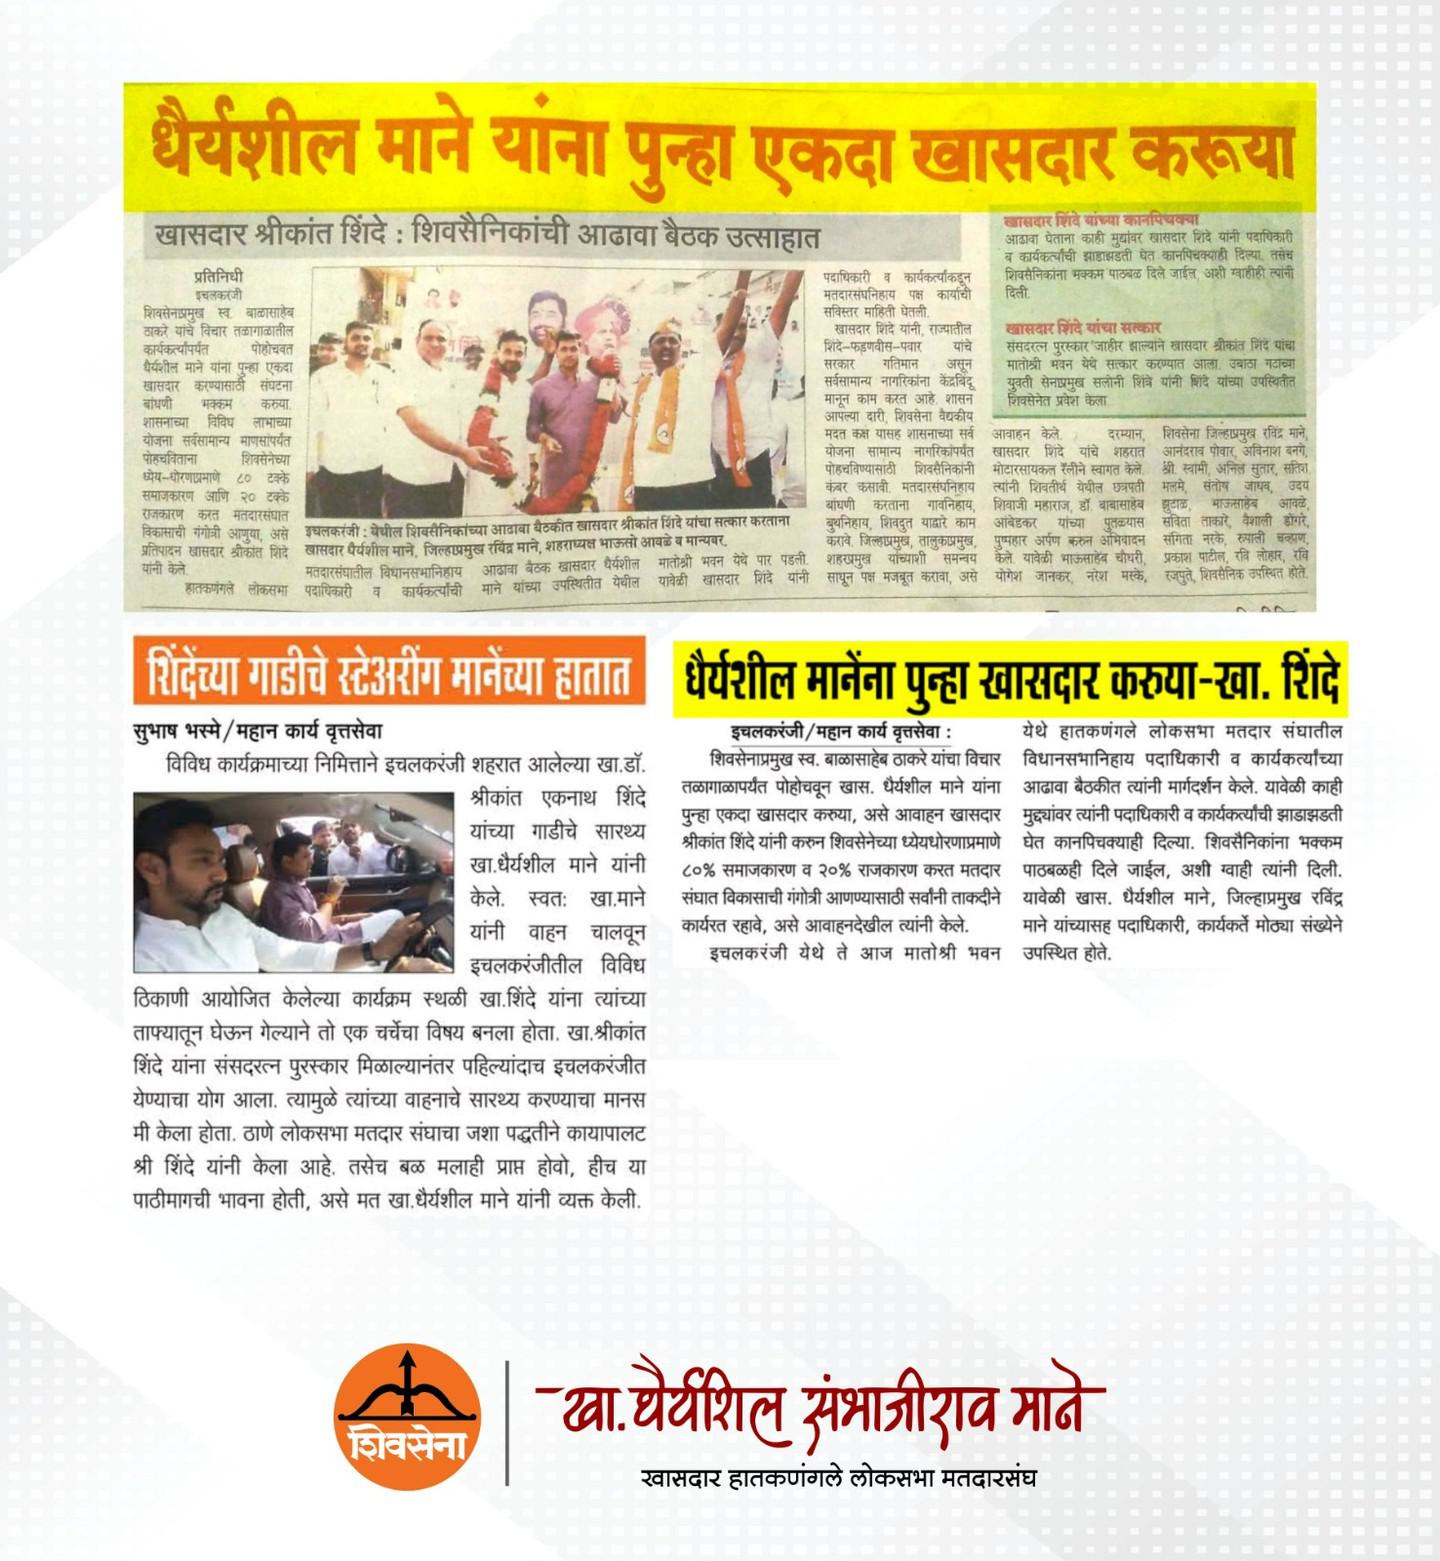 धैर्यशील माने यांना पुन्हा एकदा खासदार करूया
खासदार श्रीकांत शिंदे : शिवसैनिकांची आढावा बैठक उत्साहात
प्रतिनिधी
इचलकरंजी
शिवसेनाप्रमुख स्व. बाळासाहेब
ठाकरे यांचे विचार तळागाळातील
कार्यकर्त्यांपर्यंत पोहोचवत
धैर्यशील माने यांना पुन्हा एकदा
खासदार करण्यासाठी संघटना
बांधणी भक्कम करुया.
शासनाच्या विविध लाभाच्या
योजना सर्वसामान्य माणसांपर्यंत
पोहचविताना शिवसेनेच्या
ध्येय-धोरणाप्रमाणे ८० टक्के
समाजकारण आणि २० टक्के
राजकारण करत मतदारसंघात
विकासाची गंगोत्री आणुया, असे
प्रतिपादन खासदार श्रीकांत शिंदे
यांनी केले.
हातकणंगले लोकसभा
इचलकरंजी : येथील शिवसैनिकांच्या आढावा बैठकीत खासदार श्रीकांत शिंदे यांचा सत्कार करताना
खासदार धैर्यशील माने, जिल्हाप्रमुख रविंद्र माने, शहराध्यक्ष भाऊसो आवळे व मान्यवर.
मतदारसंघातील विधानसभानिहाय
पदाधिकारी व कार्यकर्त्यांची
आढावा बैठक खासदार धैर्यशील
माने यांच्या उपस्थितीत येथील
मातोश्री भवन येथे पार पडली.
यावेळी खासदार शिंदे यांनी
पदाधिकारी व कार्यकर्त्यांकडून
मतदारसंघनिहाय पक्ष कार्याची
सविस्तर माहिती घेतली.
खासदार शिंदे यांनी, राज्यातील
शिंदे-फडणवीस-पवार यांचे
सरकार गतिमान असून
सर्वसामान्य नागरिकांना केंद्रबिंदू
मानून काम करत आहे. शासन
आपल्या दारी, शिवसेना वैद्यकीय
मदत कक्ष यासह शासनाच्या सर्व
योजना सामान्य नागरिकांपर्यंत
पोहचविण्यासाठी शिवसैनिकांनी
कंबर कसावी. मतदारसंघनिहाय
बांधणी करताना गावनिहाय,
बुथनिहाय, शिवदुत याद्वारे काम
करावे. जिल्हाप्रमुख, तालुकाप्रमुख,
शहरप्रमुख यांच्याशी समन्वय
साधून पक्ष मजबूत करावा, असे
खासदार शिंदे यांच्या कानपिचक्या
आढावा घेताना काही मुद्यांवर खासदार शिंदे यांनी पदाधिकारी
व कार्यकर्त्यांची झाडाझडती घेत कानपिचक्याही दिल्या. तसेच
शिवसैनिकांना भक्कम पाठबळ दिले जाईल, अशी ग्वाहीही त्यांनी
दिली.
खासदार शिंदे यांचा सत्कार
संसदरत्न पुरस्कार जाहीर झाल्याने खासदार श्रीकांत शिंदे यांचा
मातोश्री भवन येथे सत्कार करण्यात आला. उबाठा गटाच्या
युवती सेनाप्रमुख सलोनी शिंत्रे यांनी शिंदे यांच्या उपस्थितीत
शिवसेनेत प्रवेश केला
आवाहन केले. दरम्यान,
खासदार शिंदे यांचे शहरात
मोटारसायकल रॅलीने स्वागत केले.
त्यांनी शिवतीर्थ येथील छत्रपती
शिवाजी महाराज, डॉ. बाबासाहेब
आंबेडकर यांच्या पुतळ्यास
पुष्पहार अर्पण करून अभिवादन
केले. यावेळी भाऊसाहेब चौधरी,
योगेश जानकर, नरेश मस्के,
शिवसेना जिल्हाप्रमुख रविंद्र माने,
आनंदराव पोवार, अविनाश बनगे,
श्री. स्वामी, अनिल सुतार, सतिश
मलमे, संतोष जाधव, उदय
झुटाळ, भाऊसाहेब आवळे,
सविता ताकारे, वैशाली डोंगरे,
संगिता नरके, रुपाली चव्हाण,
प्रकाश पाटील, रवि लोहार, रवि
रजपुते, शिवसैनिक उपस्थित होते.
शिंदेंच्या गाडीचे स्टेअरींग मानेंच्या हातात
सुभाष भस्मे/महान कार्य वृत्तसेवा
विविध कार्यक्रमाच्या निमित्ताने इचलकरंजी शहरात आलेल्या खा.डॉ.
श्रीकांत एकनाथ शिंदे
यांच्या गाडीचे सारथ्य
खा.धैर्यशील माने यांनी
केले. स्वत: खा.माने
यांनी वाहन चालवून
इचलकरंजीतील विविध
ठिकाणी आयोजित केलेल्या कार्यक्रम स्थळी खा.शिंदे यांना त्यांच्या
ताफ्यातून घेऊन गेल्याने तो एक चर्चेचा विषय बनला होता. खा.श्रीकांत
शिंदे यांना संसदरत्न पुरस्कार मिळाल्यानंतर पहिल्यांदाच इचलकरंजीत
येण्याचा योग आला. त्यामुळे त्यांच्या वाहनाचे सारथ्य करण्याचा मानस
मी केला होता. ठाणे लोकसभा मतदार संघाचा जशा पद्धतीने कायापालट
श्री शिंदे यांनी केला आहे. तसेच बळ मलाही प्राप्त होवो, हीच या
पाठीमागची भावना होती, असे मत खा.धैर्यशील माने यांनी व्यक्त केली.
धैर्यशील मानेंना पुन्हा खासदार करुया-खा. शिंदे
इचलकरंजी/महान कार्य वृत्तसेवा :
शिवसेनाप्रमुख स्व. बाळासाहेब ठाकरे यांचा विचार
तळागाळापर्यंत पोहोचवून खास. धैर्यशील माने यांना
पुन्हा एकदा खासदार करुया, असे आवाहन खासदार
श्रीकांत शिंदे यांनी करुन शिवसेनेच्या ध्येयधोरणाप्रमाणे
८०% समाजकारण व २०% राजकारण करत मतदार
संघात विकासाची गंगोत्री आणण्यासाठी सर्वांनी ताकदीने
कार्यरत रहावे, असे आवाहनदेखील त्यांनी केले.
इचलकरंजी येथे ते आज मातोश्री भवन
येथे हातकणंगले लोकसभा मतदार संघातील
विधानसभानिहाय पदाधिकारी व कार्यकर्त्यांच्या
आढावा बैठकीत त्यांनी मार्गदर्शन केले. यावेळी काही
मुद्द्यांवर त्यांनी पदाधिकारी व कार्यकर्त्यांची झाडाझडती
घेत कानपिचक्याही दिल्या. शिवसैनिकांना भक्कम
पाठबळही दिले जाईल, अशी ग्वाही त्यांनी दिली.
यावेळी खास. धैर्यशील माने, जिल्हाप्रमुख रविंद्र
माने यांच्यासह पदाधिकारी, कार्यकर्ते मोठ्या संख्येने
उपस्थित होते.
शिवसेना
खा.धैर्यशिल संभाजीराव माने
खासदार हातकणंगले लोकसभा मतदारसंघ